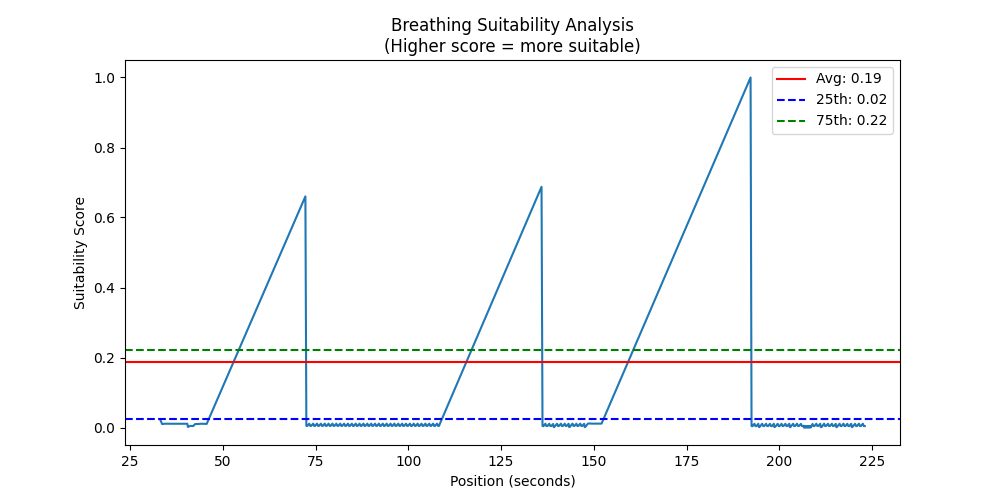 Breathing Suitability Analysis
(Higher score = more suitable)
Avg: 0.19
25th: 0.02
75th: 0.22
Suitability Score
1.0
0.8
0.6
0.4
0.2
0.0
25 50 75 100 125 150 175 200 225
Position (seconds)